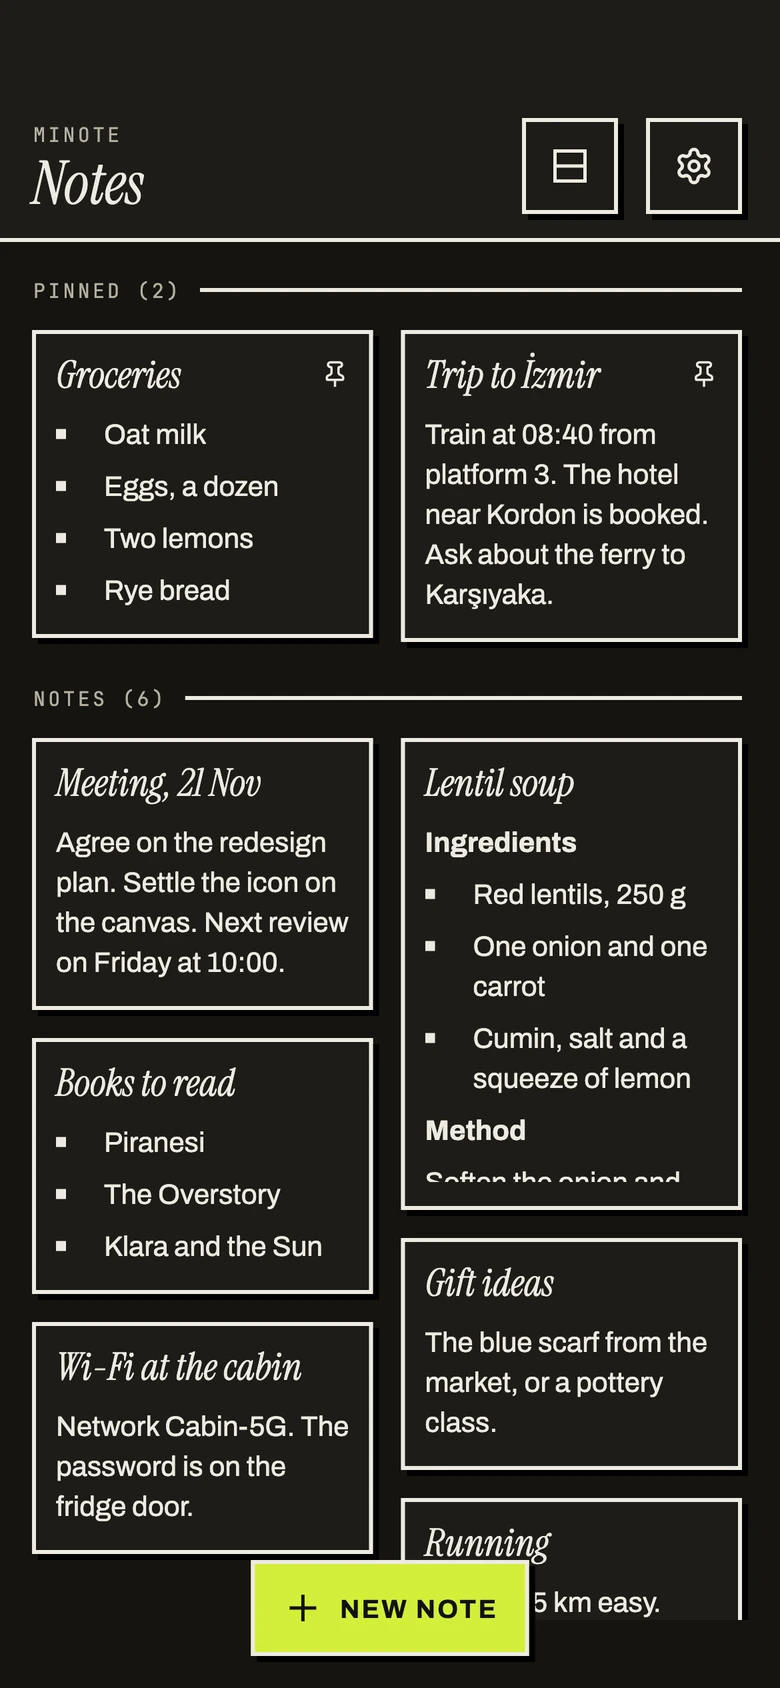 MINOTE
Notes
PINNED (2)
Groceries
Oat milk
Eggs, a dozen
Two lemons
Rye bread
Trip to İzmir
Train at 08:40 from
platform 3. The hotel
near Kordon is booked.
Ask about the ferry to
Karşıyaka.
NOTES (6)
Meeting, 21 Nov
Agree on the redesign
plan. Settle the icon on
the canvas. Next review
on Friday at 10:00.
Books to read
Piranesi
The Overstory
Klara and the Sun
Wi-Fi at the cabin
Network Cabin-5G. The
password is on the
fridge door.
Lentil soup
Ingredients
Red lentils, 250 g
One onion and one
carrot
Cumin, salt and a
squeeze of lemon
Method
Soften the onion and
Gift ideas
The blue scarf from the
market, or a pottery
class.
Running
5 km easy.
NEW NOTE